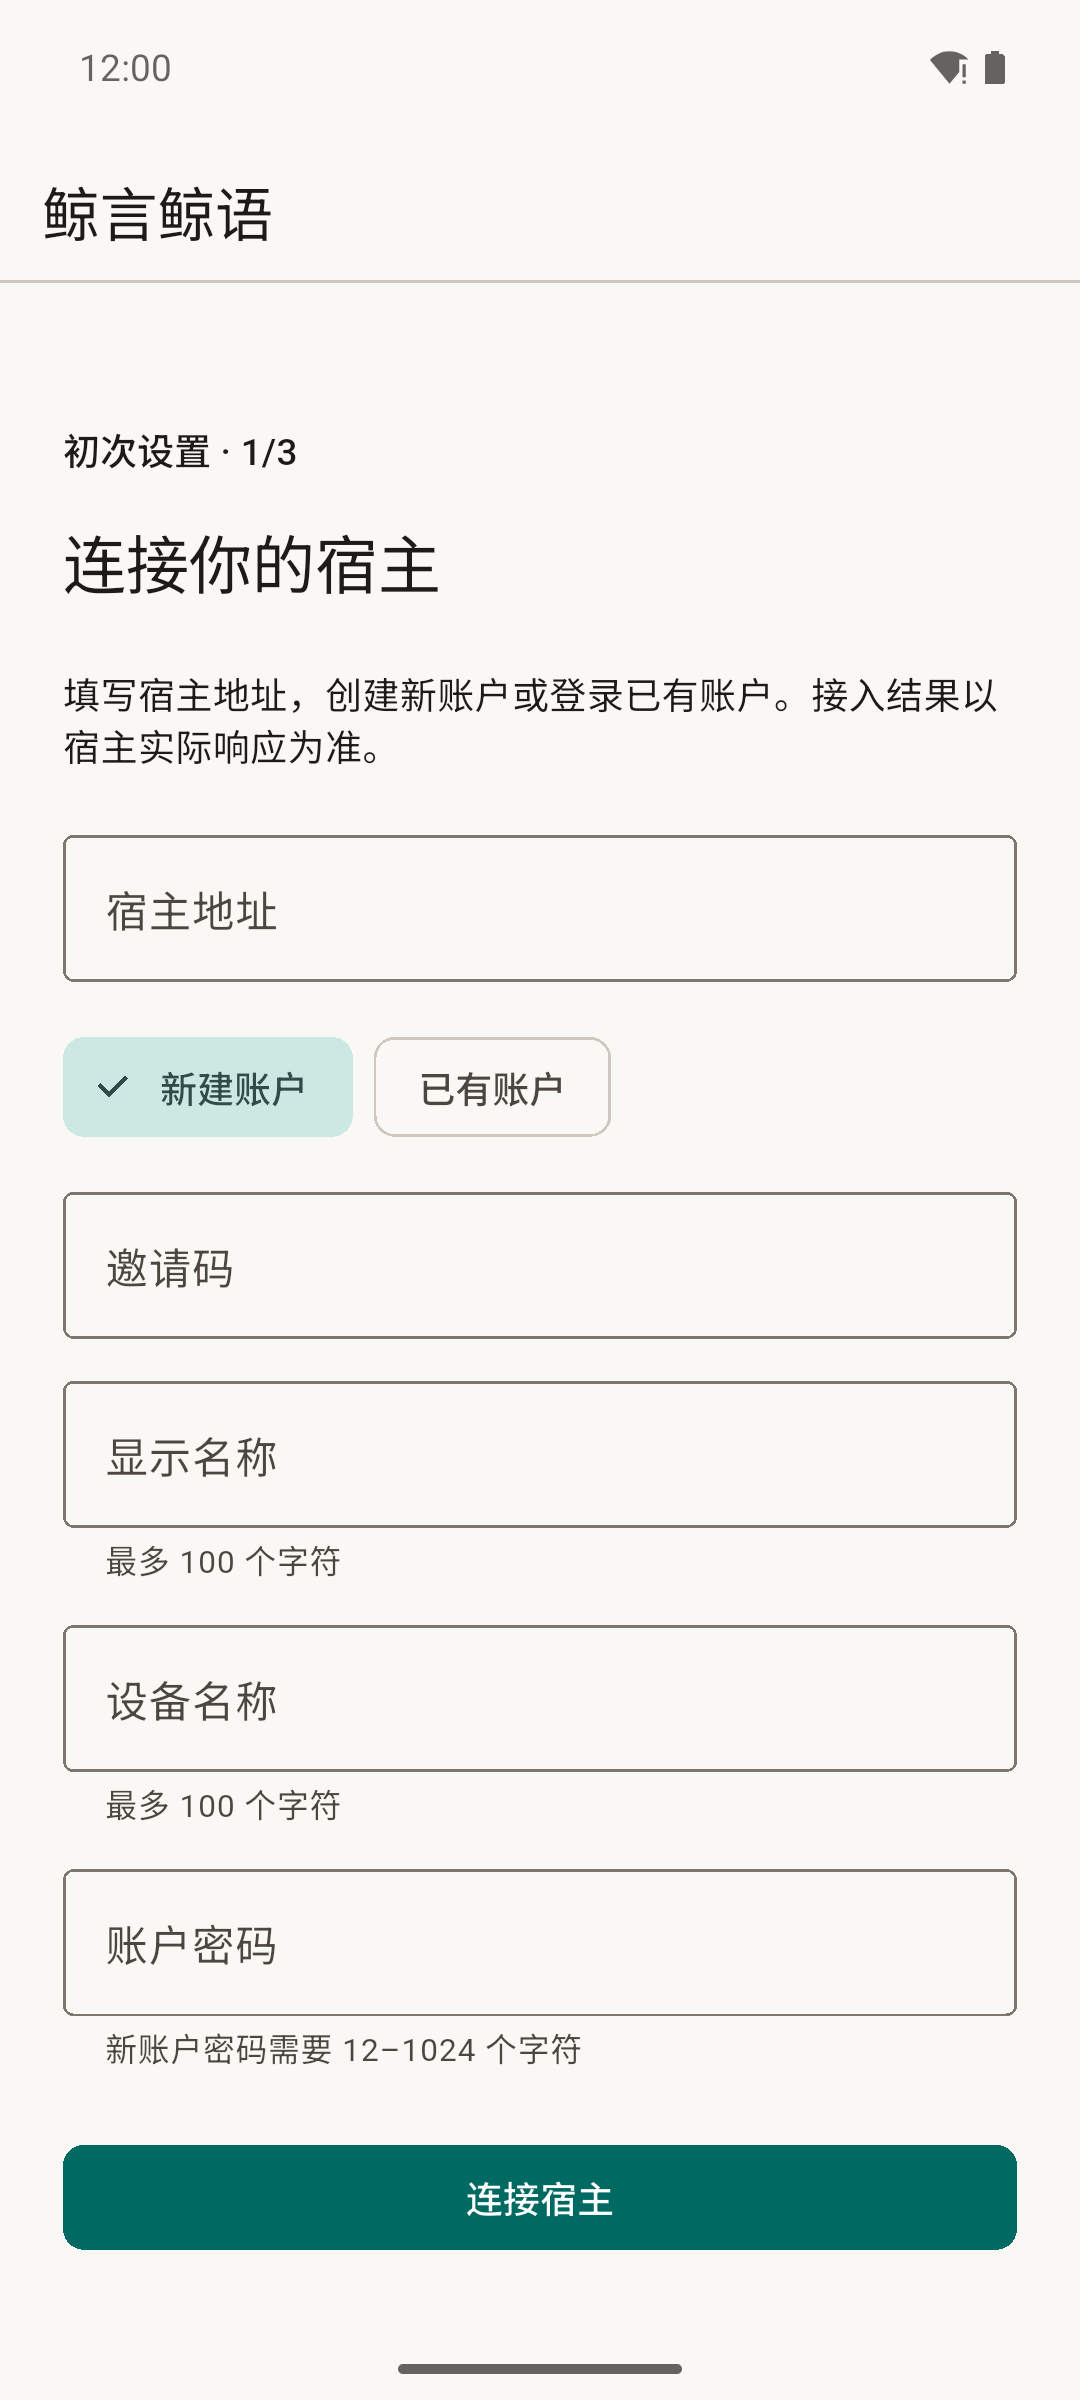 12:00
鲸言鲸语
初次设置 · 1/3
连接你的宿主
填写宿主地址，创建新账户或登录已有账户。接入结果以
宿主实际响应为准。
宿主地址
新建账户
已有账户
邀请码
显示名称
最多 100 个字符
设备名称
最多 100 个字符
账户密码
新账户密码需要 12–1024 个字符
连接宿主